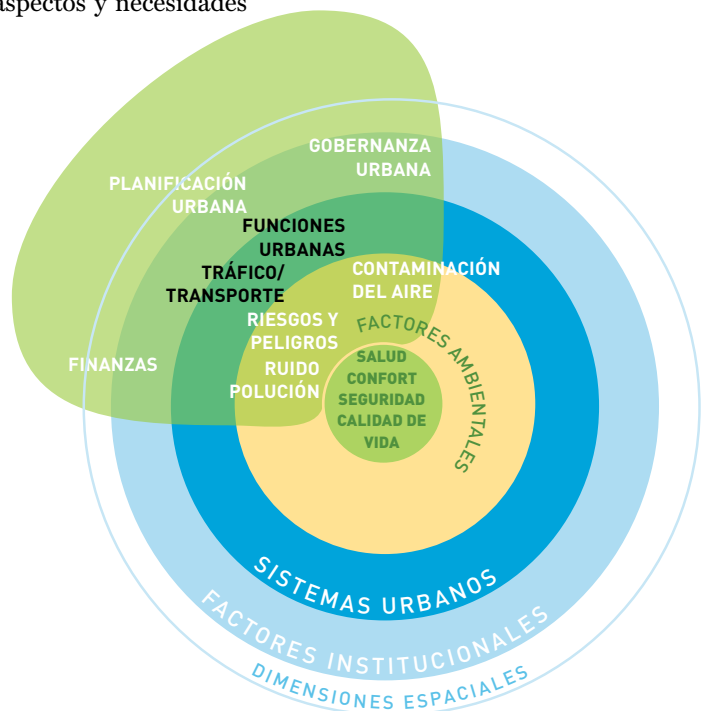 aspectos y necesidades
GOBERNANZA
URBANA
PLANIFICACIÓN
URBANA
FUNCIONES
URBANAS
TRÁFICO/
TRANSPORTE
CONTAMINACIÓN
DEL AIRE
RIESGOS Y
PELIGROS
FINANZAS
RUIDO
POLUCIÓN
FACTORES AMBIENTALES
SALUD
CONFORT
SEGURIDAD
CALIDAD DE
VIDA
SISTEMAS URBANOS
FACTORES INSTITUCIONALES
DIMENSIONES ESPACIALES